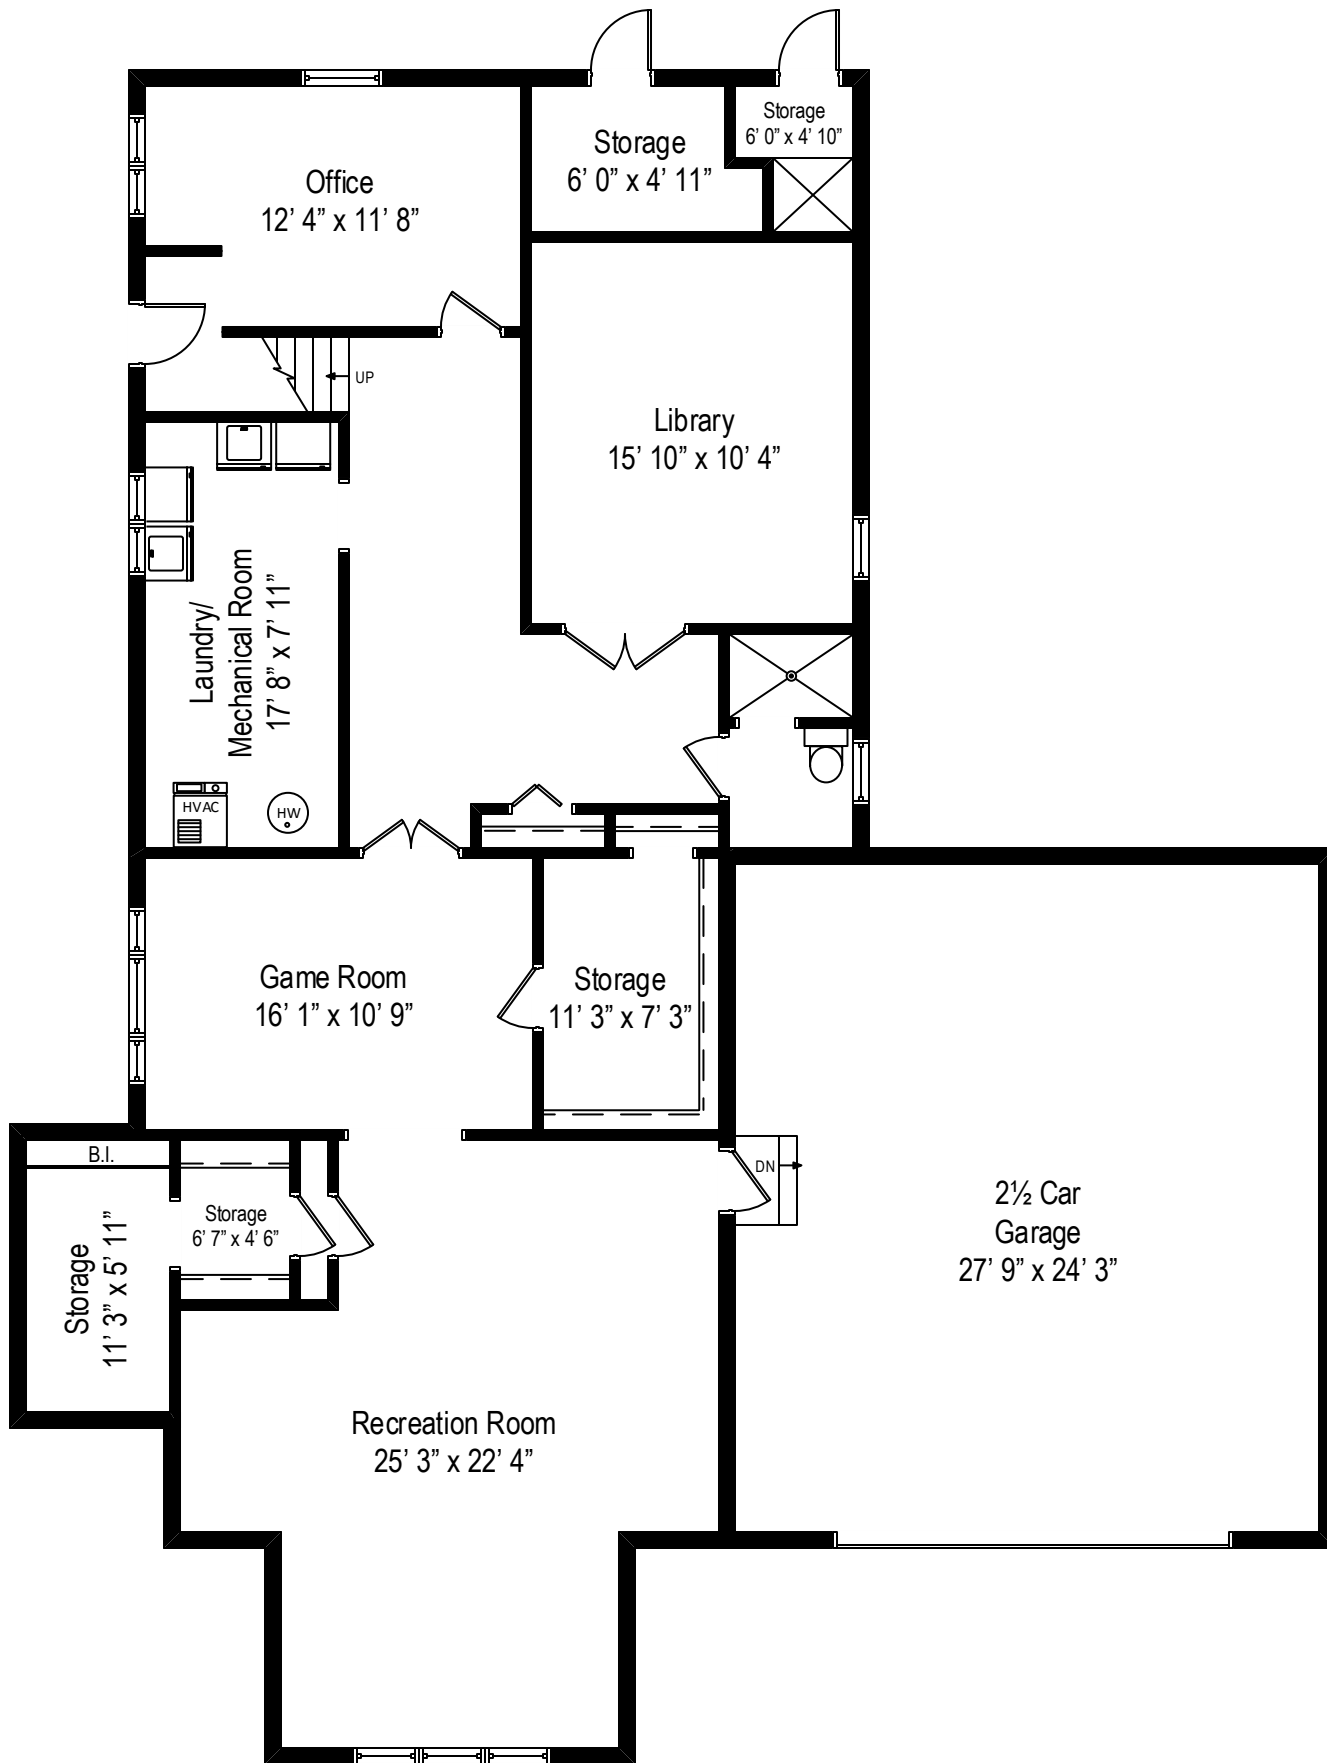 Storage
6’ 0” x 4’ 10”
Storage
6’ 0” x 4’ 11”
Office
12’ 4” x 11’ 8”
UP
Library
15’ 10” x 10’ 4”
Laundry/
Mechanical Room
17’ 8” x 7’ 11”
HVAC
HW
Game Room
16’ 1” x 10’ 9”
Storage
11’ 3” x 7’ 3”
B.I.
DN
Storage
6’ 7” x 4’ 6”
Storage
11’ 3” x 5’ 11”
2½ Car
Garage
27’ 9” x 24’ 3”
Recreation Room
25’ 3” x 22’ 4”